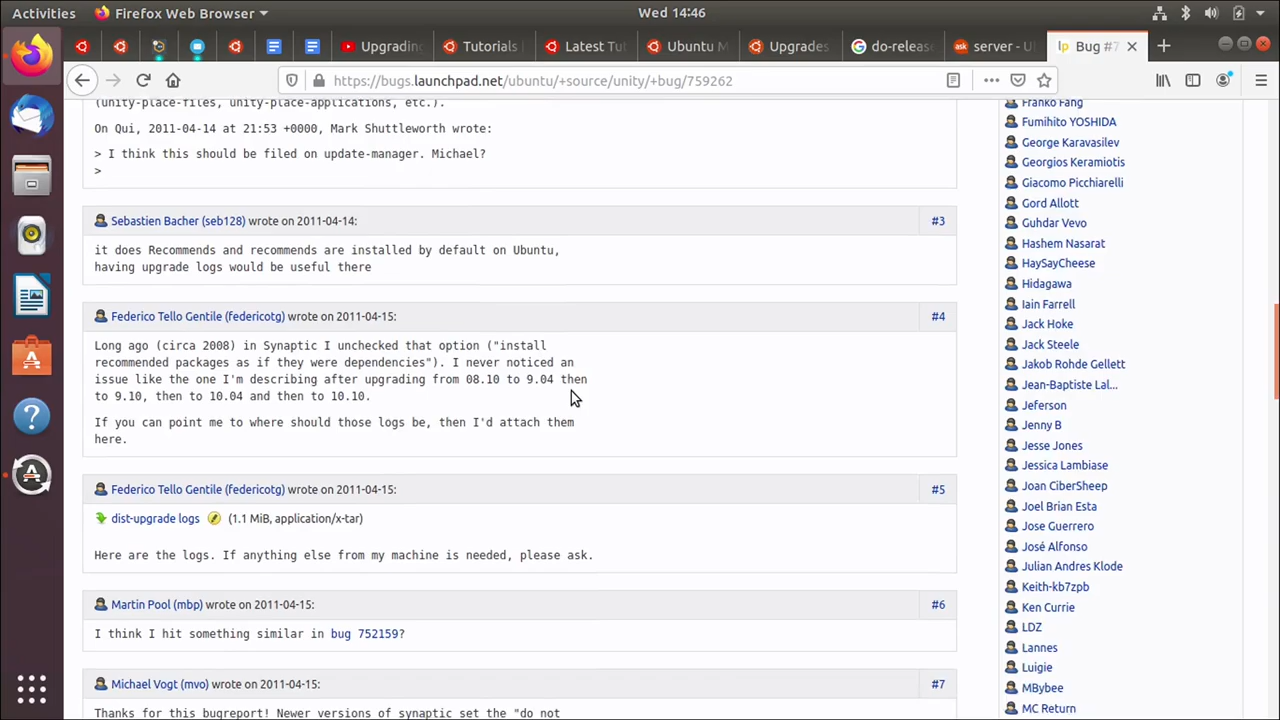 Activities
Firefox Web Browser
Wed 14:46
Upgrading
Tutorials
Latest Tu
Ubuntu M
Upgrades
do-release
ask server - U
lp Bug #7
https://bugs.launchpad.net/ubuntu/+source/unity/+bug/759262
(unity-place-files, unity-place-applications, etc.).
On Qui, 2011-04-14 at 21:53 +0000, Mark Shuttleworth wrote:
> I think this should be filed on update-manager. Michael?
>
Sebastien Bacher (seb128) wrote on 2011-04-14:
#3
it does Recommends and recommends are installed by default on Ubuntu,
having upgrade logs would be useful there
Federico Tello Gentile (federicotg) wrote on 2011-04-15:
#4
Long ago (circa 2008) in Synaptic I unchecked that option ("install
recommended packages as if they were dependencies"). I never noticed an
issue like the one I'm describing after upgrading from 08.10 to 9.04 then
to 9.10, then to 10.04 and then to 10.10.
If you can point me to where should those logs be, then I'd attach them
here.
Federico Tello Gentile (federicotg) wrote on 2011-04-15:
#5
dist-upgrade logs (1.1 MiB, application/x-tar)
Here are the logs. If anything else from my machine is needed, please ask.
Martin Pool (mbp) wrote on 2011-04-15:
#6
I think I hit something similar in bug 752159?
Michael Vogt (mvo) wrote on 2011-04-15:
#7
Thanks for this bugreport! Newer versions of synaptic set the "do not
Franko Fang
Fumihito YOSHIDA
George Karavasilev
Georgios Keramiotis
Giacomo Picchiarelli
Gord Allott
Guhdar Vevo
Hashem Nasarat
HaySayCheese
Hidagawa
Iain Farrell
Jack Hoke
Jack Steele
Jakob Rohde Gellett
Jean-Baptiste Lal...
Jeferson
Jenny B
Jesse Jones
Jessica Lambiase
Joan CiberSheep
Joel Brian Esta
Jose Guerrero
José Alfonso
Julian Andres Klode
Keith-kb7zpb
Ken Currie
LDZ
Lannes
Luigie
MBybee
MC Return